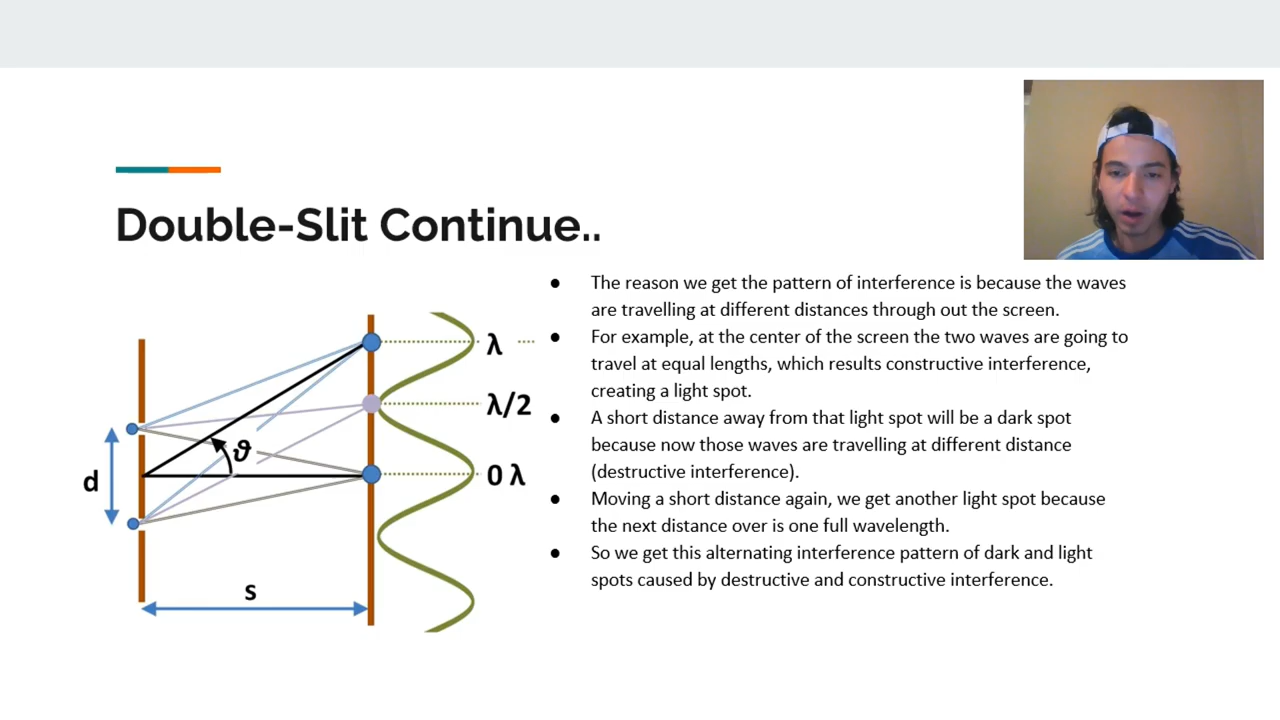 Double-Slit Continue..
● The reason we get the pattern of interference is because the waves
are travelling at different distances through out the screen.
● For example, at the center of the screen the two waves are going to
travel at equal lengths, which results constructive interference,
creating a light spot.
● A short distance away from that light spot will be a dark spot
because now those waves are travelling at different distance
(destructive interference).
● Moving a short distance again, we get another light spot because
the next distance over is one full wavelength.
● So we get this alternating interference pattern of dark and light
spots caused by destructive and constructive interference.
λ
λ/2
ϑ
0 λ
d
s